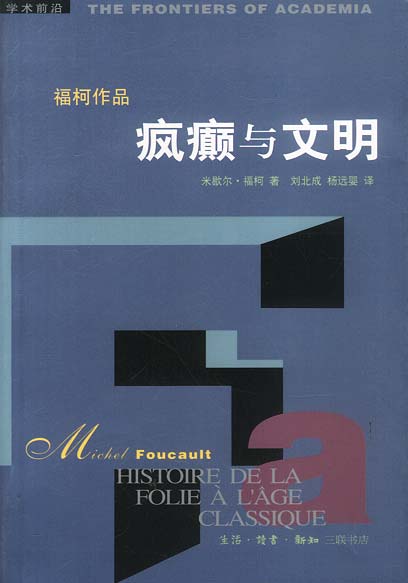 学术前沿 THE FRONTIERS OF ACADEMIA
福柯作品
疯癫与文明
米歇尔·福柯 著 刘北成 杨远婴 译
Michel Foucault
a
HISTOIRE DE LA
FOLIE À L'ÂGE
CLASSIQUE
生活·讀書·新知 三联书店